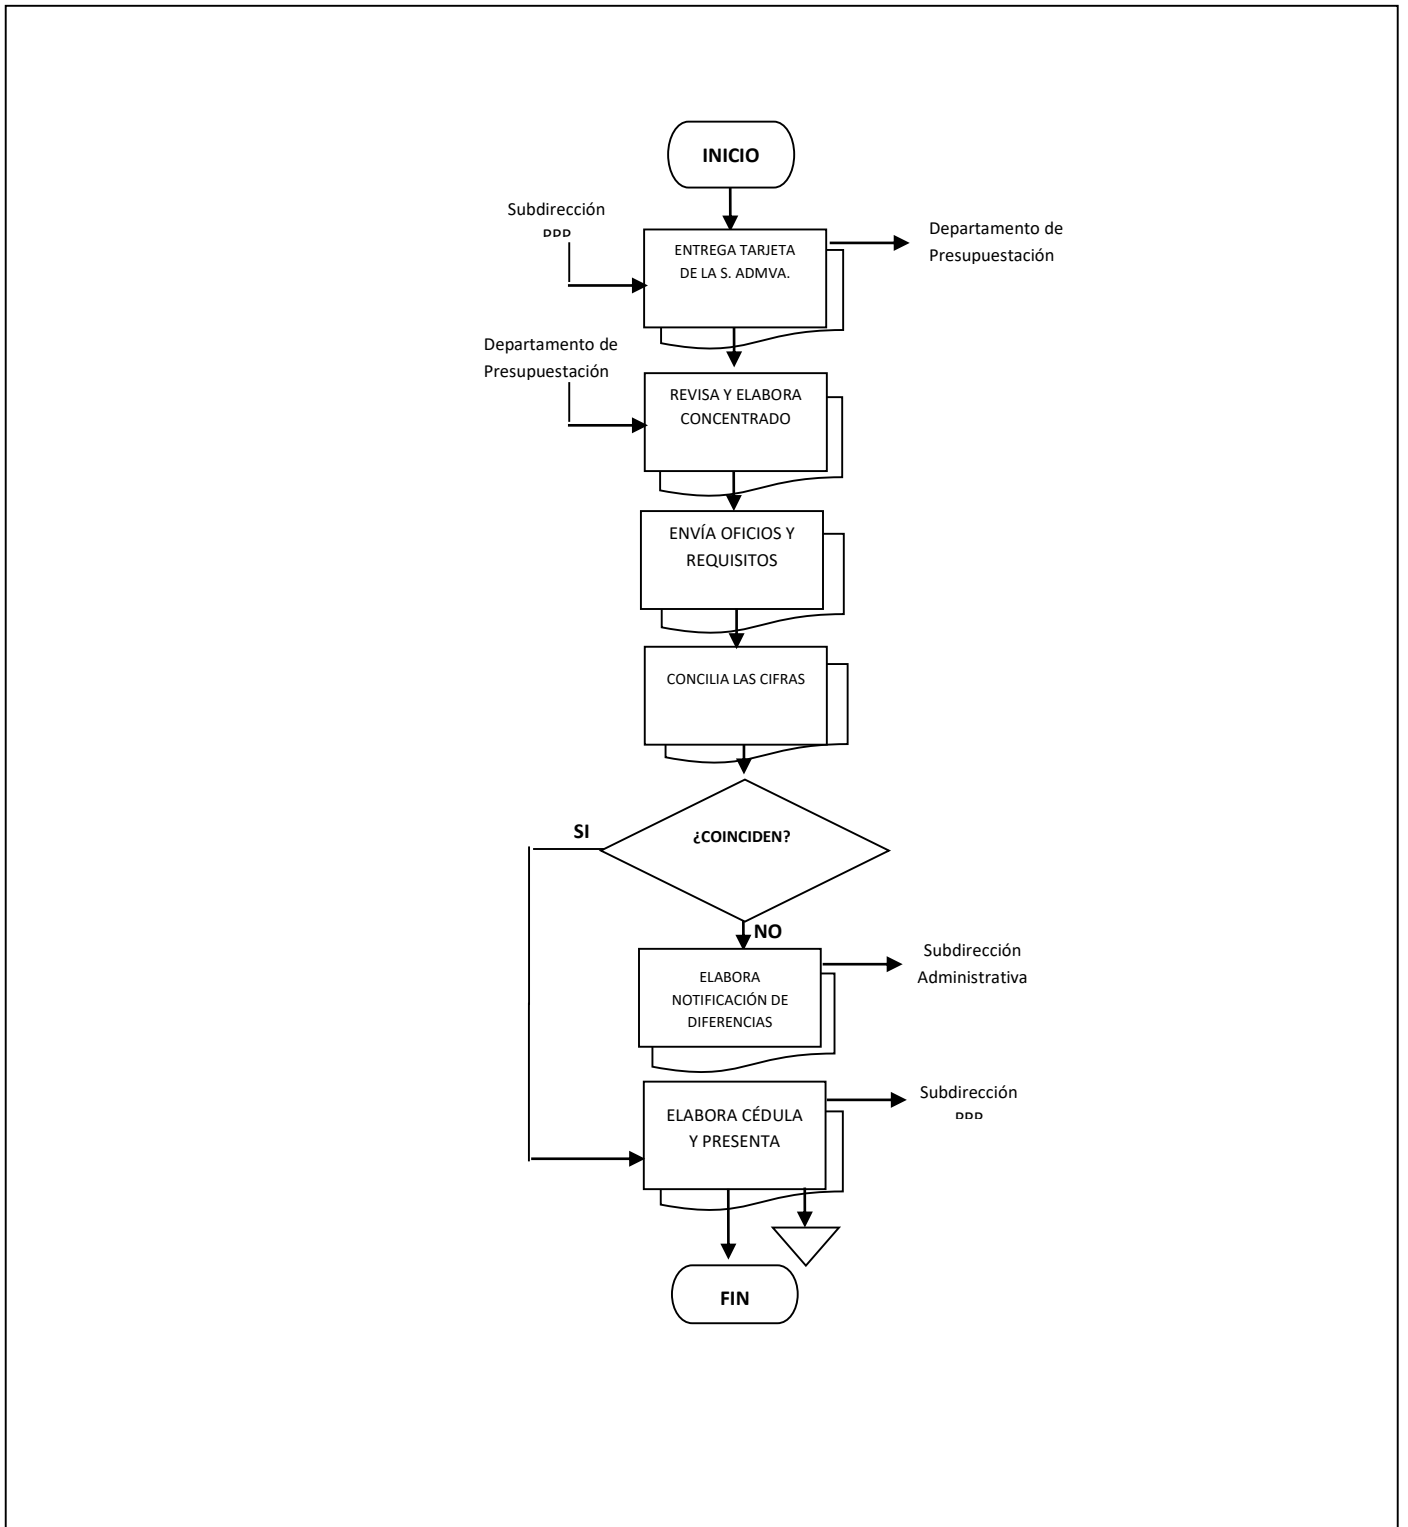 INICIO
Subdirección
Departamento de
Presupuestación
ENTREGA TARJETA
DE LA S. ADMVA.
Departamento de
Presupuestación
REVISA Y ELABORA
CONCENTRADO
ENVÍA OFICIOS Y
REQUISITOS
CONCILIA LAS CIFRAS
SI
¿COINCIDEN?
NO
Subdirección
Administrativa
ELABORA
NOTIFICACIÓN DE
DIFERENCIAS
Subdirección
ELABORA CÉDULA
Y PRESENTA
FIN